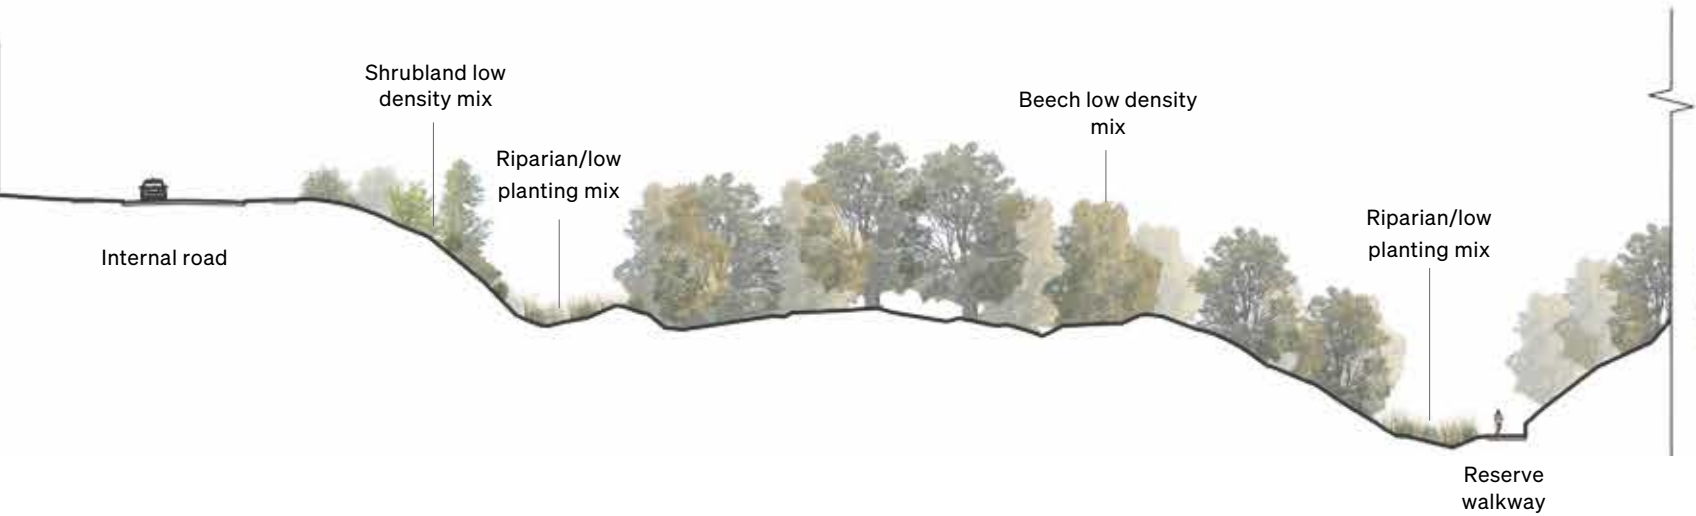 Shrubland low
density mix
Riparian/low
planting mix
Beech low density
mix
Riparian/low
planting mix
Internal road
Reserve
walkway